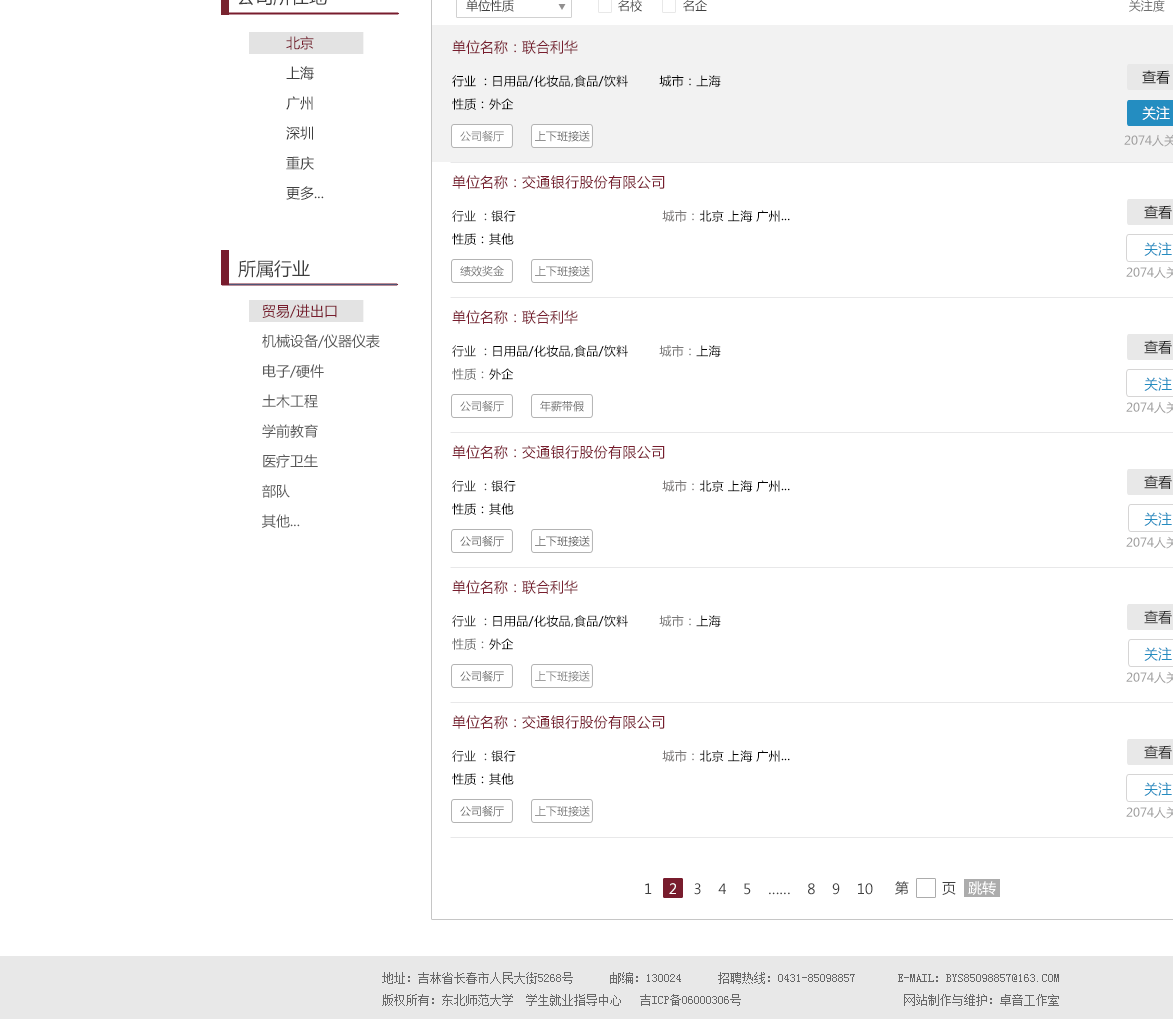 公司所在地
北京
上海
广州
深圳
重庆
更多...
所属行业
贸易/进出口
机械设备/仪器仪表
电子/硬件
土木工程
学前教育
医疗卫生
部队
其他...
单位性质 ▼ 名校 名企 关注度
单位名称：联合利华
行业 ：日用品/化妆品,食品/饮料 城市：上海
性质：外企
公司餐厅 上下班接送
查看
关注
2074人关
单位名称：交通银行股份有限公司
行业 ：银行 城市：北京 上海 广州...
性质：其他
绩效奖金 上下班接送
查看
关注
2074人关
单位名称：联合利华
行业 ：日用品/化妆品,食品/饮料 城市：上海
性质：外企
公司餐厅 年薪带假
查看
关注
2074人关
单位名称：交通银行股份有限公司
行业 ：银行 城市：北京 上海 广州...
性质：其他
公司餐厅 上下班接送
查看
关注
2074人关
单位名称：联合利华
行业 ：日用品/化妆品,食品/饮料 城市：上海
性质：外企
公司餐厅 上下班接送
查看
关注
2074人关
单位名称：交通银行股份有限公司
行业 ：银行 城市：北京 上海 广州...
性质：其他
公司餐厅 上下班接送
查看
关注
2074人关
1 2 3 4 5 ...... 8 9 10 第 页 跳转
地址：吉林省长春市人民大街5268号 邮编：130024 招聘热线：0431-85098857 E-MAIL：BYS85098857@163.COM
版权所有：东北师范大学 学生就业指导中心 吉ICP备06000306号 网站制作与维护：卓音工作室